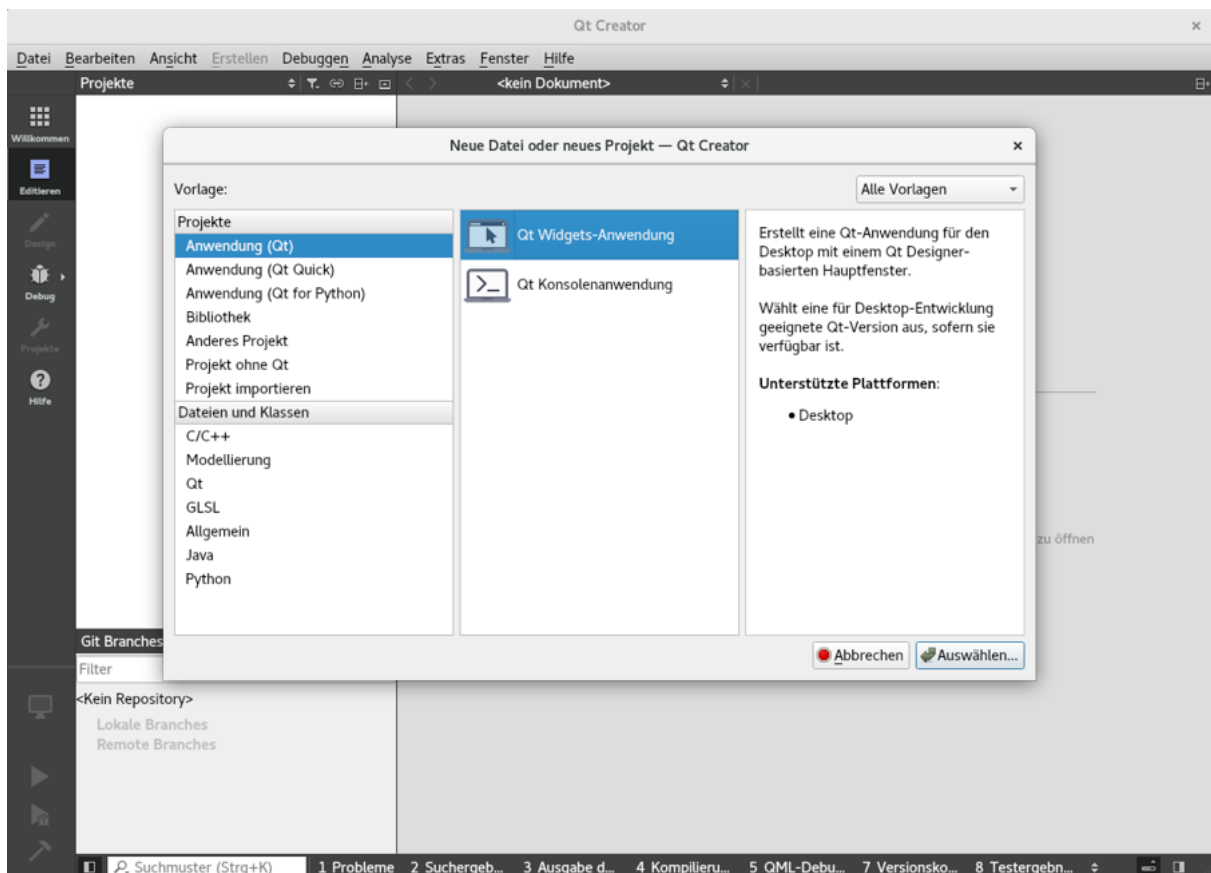 Qt Creator
Datei Bearbeiten Ansicht Erstellen Debuggen Analyse Extras Fenster Hilfe
Projekte
<kein Dokument>
Willkommen
Editieren
Design
Debug
Projekte
Hilfe
Neue Datei oder neues Projekt — Qt Creator
Vorlage:
Alle Vorlagen
Projekte
Anwendung (Qt)
Anwendung (Qt Quick)
Anwendung (Qt for Python)
Bibliothek
Anderes Projekt
Projekt ohne Qt
Projekt importieren
Dateien und Klassen
C/C++
Modellierung
Qt
GLSL
Allgemein
Java
Python
Qt Widgets-Anwendung
Qt Konsolenanwendung
Erstellt eine Qt-Anwendung für den
Desktop mit einem Qt Designer-
basierten Hauptfenster.
Wählt eine für Desktop-Entwicklung
geeignete Qt-Version aus, sofern sie
verfügbar ist.
Unterstützte Plattformen:
• Desktop
zu öffnen
Abbrechen
Auswählen...
Git Branches
Filter
<Kein Repository>
Lokale Branches
Remote Branches
Suchmuster (Strg+K)
1 Probleme 2 Suchergeb... 3 Ausgabe d... 4 Kompilieru... 5 QML-Debu... 7 Versionsko... 8 Testergebn...